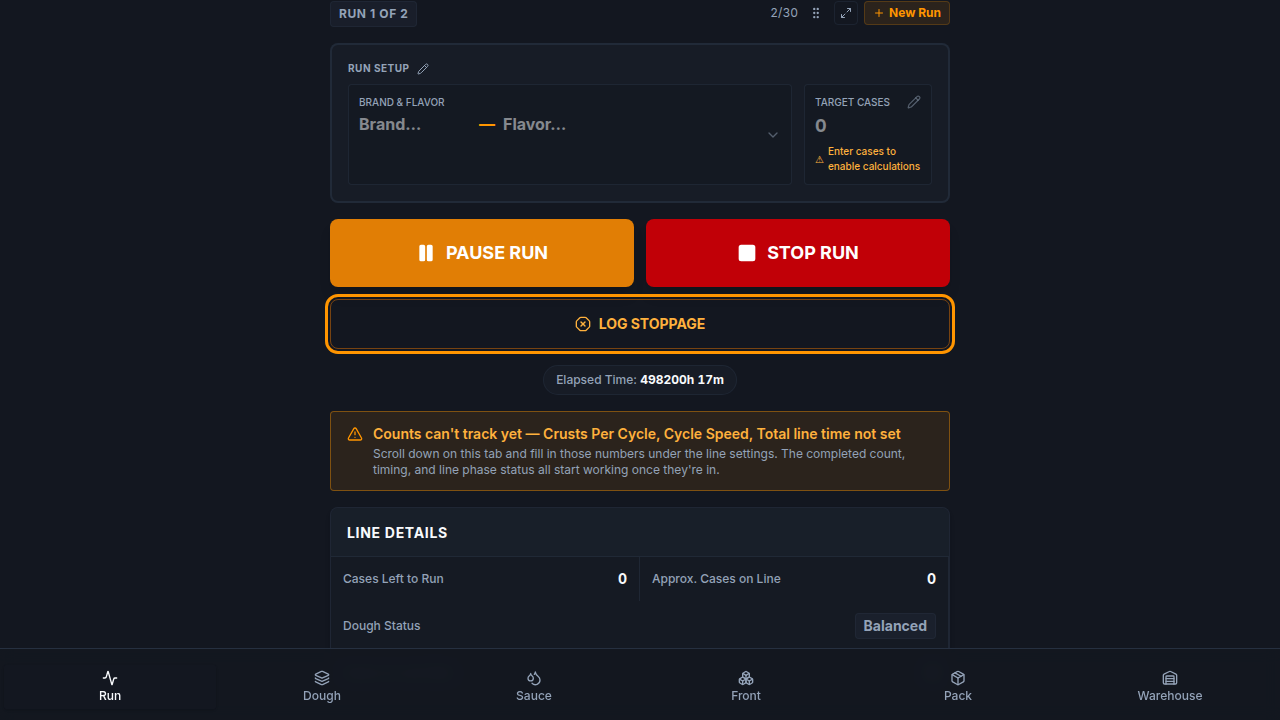 RUN 1 OF 2
2/30
New Run
RUN SETUP
BRAND & FLAVOR
Brand...
— Flavor...
TARGET CASES
0
⚠ Enter cases to
enable calculations
PAUSE RUN
STOP RUN
LOG STOPPAGE
Elapsed Time: 498200h 17m
Counts can't track yet — Crusts Per Cycle, Cycle Speed, Total line time not set
Scroll down on this tab and fill in those numbers under the line settings. The completed count,
timing, and line phase status all start working once they're in.
LINE DETAILS
Cases Left to Run
0
Approx. Cases on Line
0
Dough Status
Balanced
Run
Dough
Sauce
Front
Pack
Warehouse